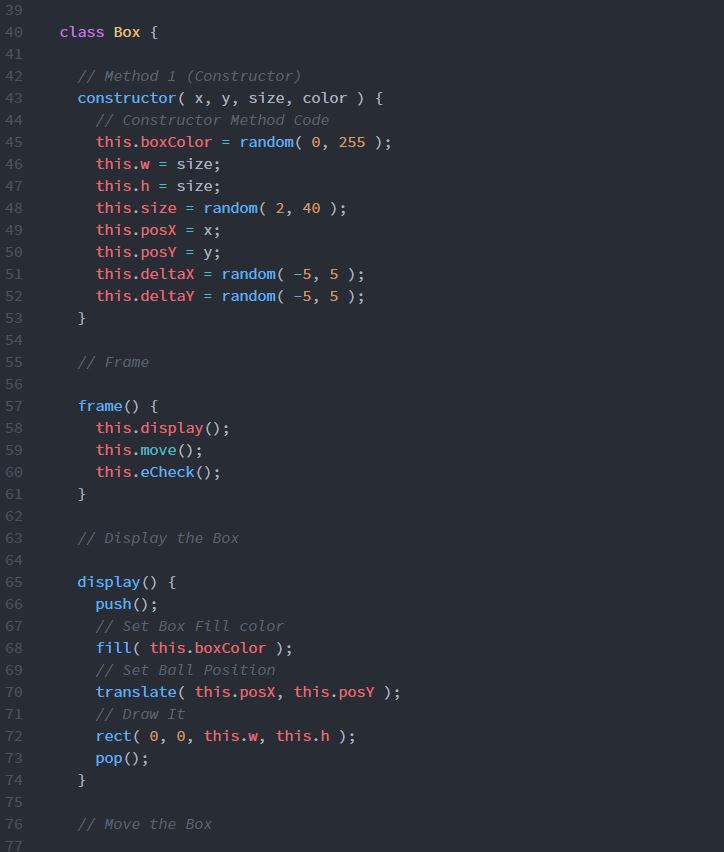 39
40 class Box {
41
42 // Method 1 (Constructor)
43 constructor( x, y, size, color ) {
44 // Constructor Method Code
45 this.boxColor = random( 0, 255 );
46 this.w = size;
47 this.h = size;
48 this.size = random( 2, 40 );
49 this.posX = x;
50 this.posY = y;
51 this.deltaX = random( -5, 5 );
52 this.deltaY = random( -5, 5 );
53 }
54
55 // Frame
56
57 frame() {
58 this.display();
59 this.move();
60 this.eCheck();
61 }
62
63 // Display the Box
64
65 display() {
66 push();
67 // Set Box Fill color
68 fill( this.boxColor );
69 // Set Ball Position
70 translate( this.posX, this.posY );
71 // Draw It
72 rect( 0, 0, this.w, this.h );
73 pop();
74 }
75
76 // Move the Box
77